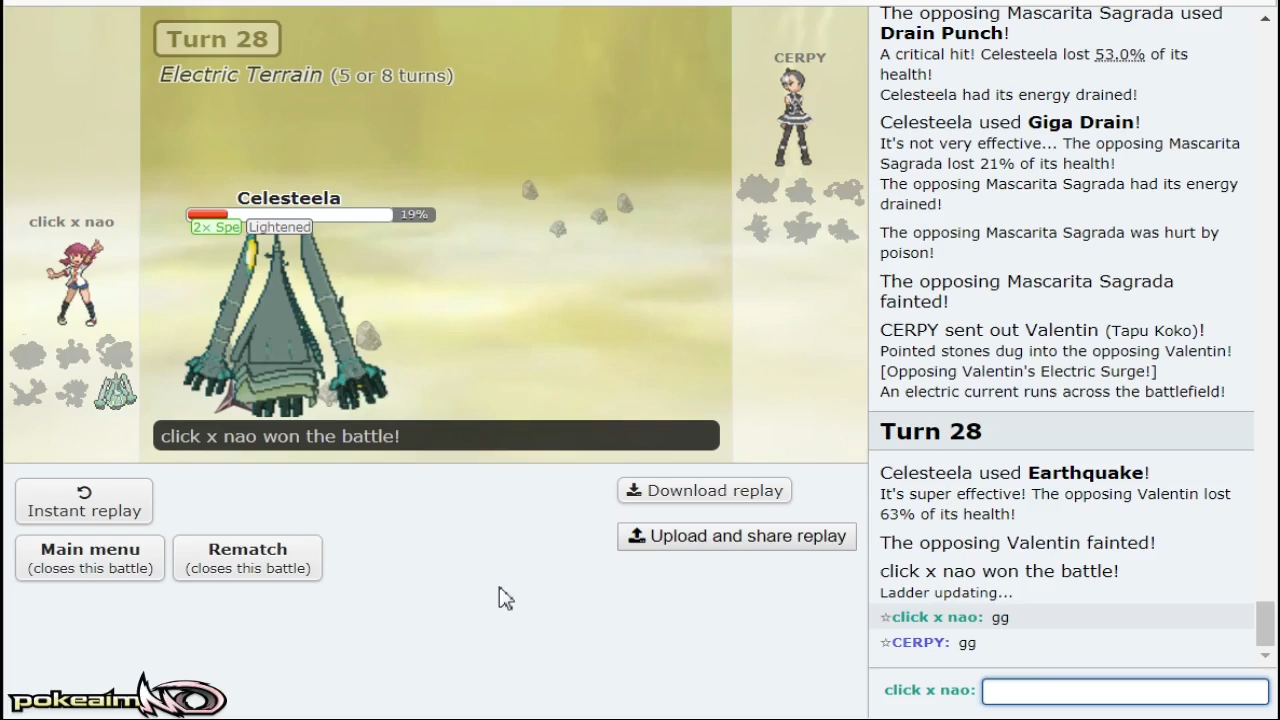 Turn 28
Electric Terrain (5 or 8 turns)
CERPY
Celesteela
19%
2× Spe Lightened
click x nao
click x nao won the battle!
Instant replay
Download replay
Main menu
(closes this battle)
Rematch
(closes this battle)
Upload and share replay
pokeaimNO
The opposing Mascarita Sagrada used
Drain Punch!
A critical hit! Celesteela lost 53.0% of its
health!
Celesteela had its energy drained!
Celesteela used Giga Drain!
It's not very effective... The opposing Mascarita
Sagrada lost 21% of its health!
The opposing Mascarita Sagrada had its energy
drained!
The opposing Mascarita Sagrada was hurt by
poison!
The opposing Mascarita Sagrada
fainted!
CERPY sent out Valentin (Tapu Koko)!
Pointed stones dug into the opposing Valentin!
[Opposing Valentin's Electric Surge!]
An electric current runs across the battlefield!
Turn 28
Celesteela used Earthquake!
It's super effective! The opposing Valentin lost
63% of its health!
The opposing Valentin fainted!
click x nao won the battle!
Ladder updating...
☆click x nao: gg
☆CERPY: gg
click x nao: